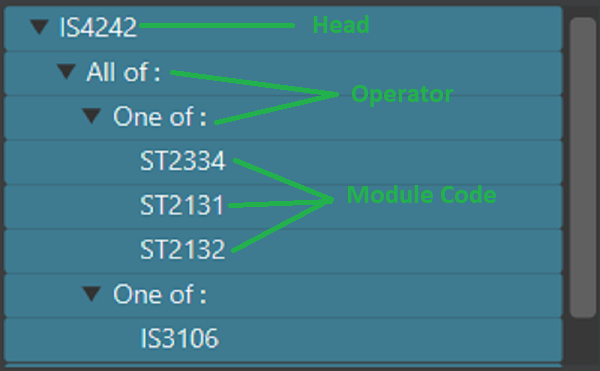 IS4242 Head
All of :
Operator
One of :
ST2334
ST2131 Module Code
ST2132
One of :
IS3106